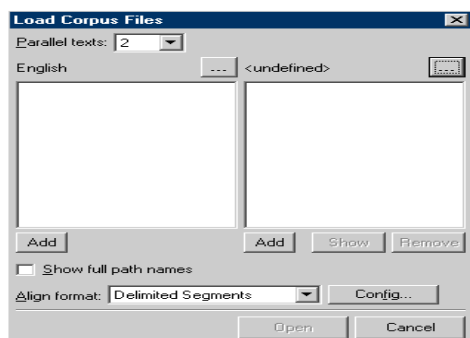 Load Corpus Files
Parallel texts: 2
English ... <undefined> ...
Add Add Show Remove
Show full path names
Align format: Delimited Segments Config...
Open Cancel